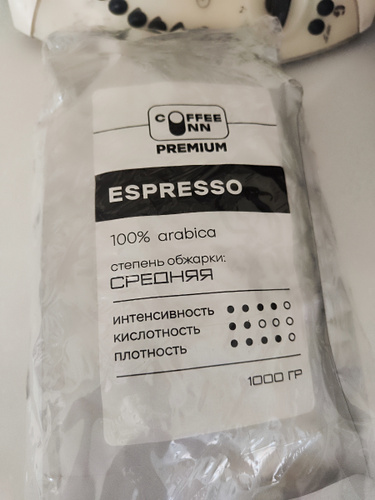 COFFEE
INN
PREMIUM
ESPRESSO
100% arabica
степень обжарки:
СРЕДНЯЯ
интенсивность
кислотность
плотность
1000 ГР